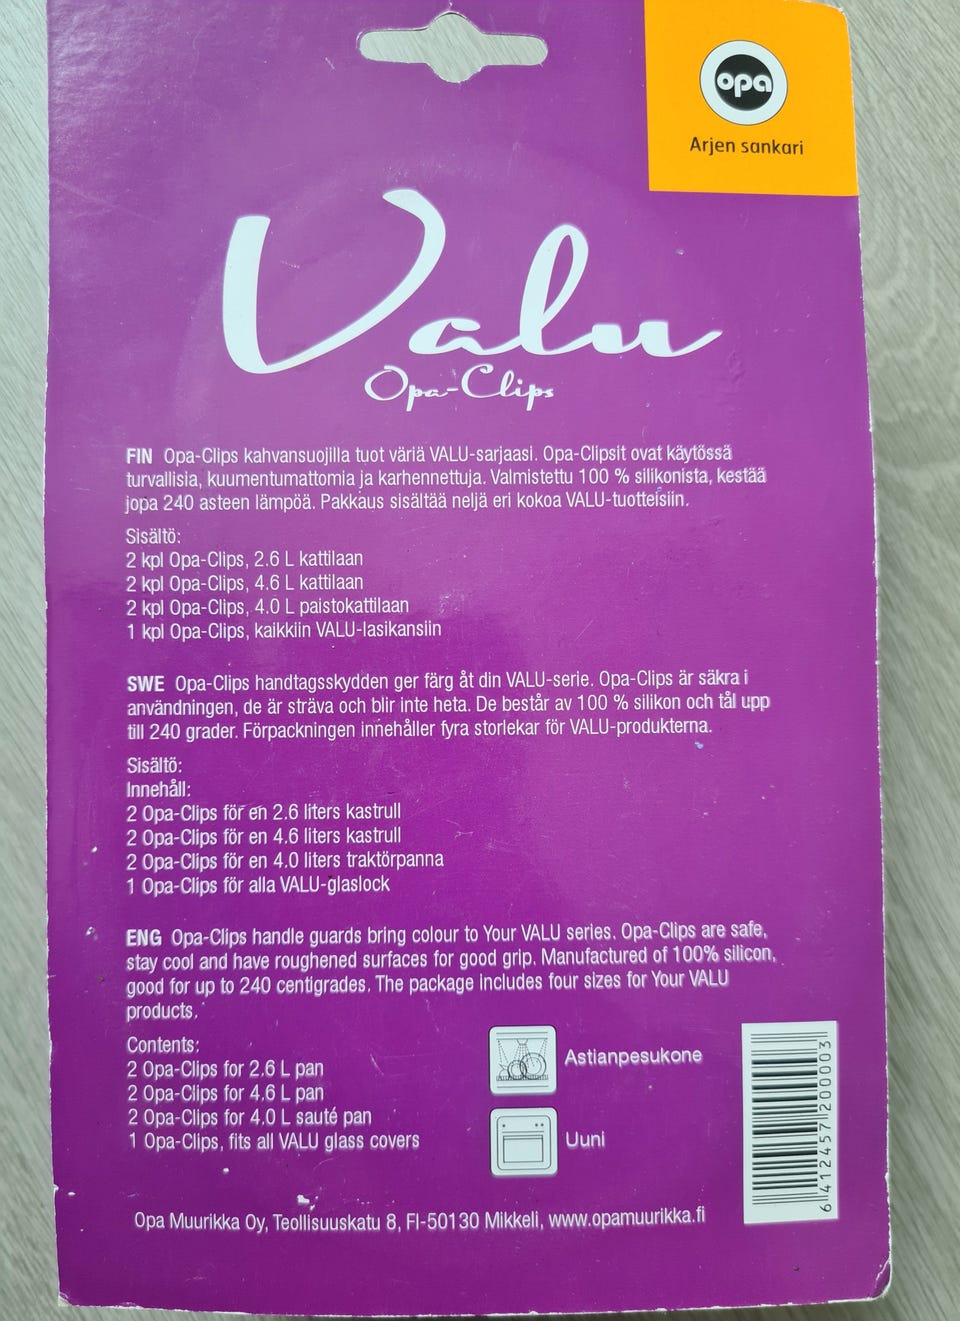 opa
Arjen sankari
Valu
Opa-Clips
FIN Opa-Clips kahvansuojilla tuot väriä VALU-sarjaasi. Opa-Clipsit ovat käytössä
turvallisia, kuumentumattomia ja karhennettuja. Valmistettu 100 % silikonista, kestää
jopa 240 asteen lämpöä. Pakkaus sisältää neljä eri kokoa VALU-tuotteisiin.
Sisältö:
2 kpl Opa-Clips, 2.6 L kattilaan
2 kpl Opa-Clips, 4.6 L kattilaan
2 kpl Opa-Clips, 4.0 L paistokattilaan
1 kpl Opa-Clips, kaikkiin VALU-lasikansiin
SWE Opa-Clips handtagsskydden ger färg åt din VALU-serie. Opa-Clips är säkra i
användningen, de är sträva och blir inte heta. De består av 100 % silikon och tål upp
till 240 grader. Förpackningen innehåller fyra storlekar för VALU-produkterna.
Sisältö:
Innehåll:
2 Opa-Clips för en 2.6 liters kastrull
2 Opa-Clips för en 4.6 liters kastrull
2 Opa-Clips för en 4.0 liters traktörpanna
1 Opa-Clips för alla VALU-glaslock
ENG Opa-Clips handle guards bring colour to Your VALU series. Opa-Clips are safe,
stay cool and have roughened surfaces for good grip. Manufactured of 100% silicon,
good for up to 240 centigrades. The package includes four sizes for Your VALU
products.
Contents:
2 Opa-Clips for 2.6 L pan
2 Opa-Clips for 4.6 L pan
2 Opa-Clips for 4.0 L sauté pan
1 Opa-Clips, fits all VALU glass covers
Astianpesukone
Uuni
6 412457 200003
Opa Muurikka Oy, Teollisuuskatu 8, FI-50130 Mikkeli, www.opamuurikka.fi